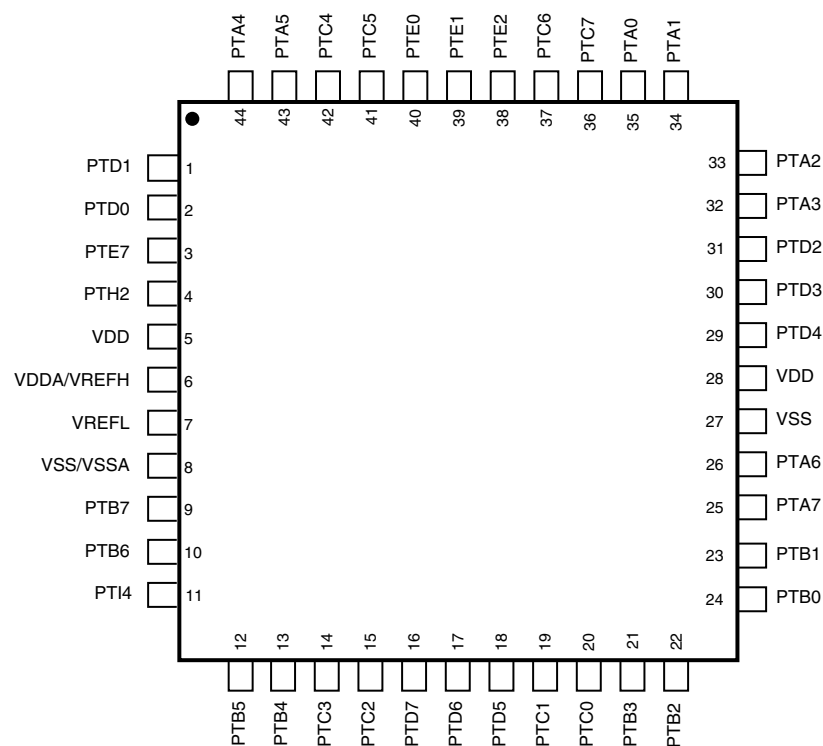 PTA4 PTA5 PTC4 PTC5 PTE0 PTE1 PTE2 PTC6 PTC7 PTA0 PTA1
44 43 42 41 40 39 38 37 36 35 34
PTD1 1 33 PTA2
PTD0 2 32 PTA3
PTE7 3 31 PTD2
PTH2 4 30 PTD3
VDD 5 29 PTD4
VDDA/VREFH 6 28 VDD
VREFL 7 27 VSS
VSS/VSSA 8 26 PTA6
PTB7 9 25 PTA7
PTB6 10 23 PTB1
PTI4 11 24 PTB0
12 13 14 15 16 17 18 19 20 21 22
PTB5 PTB4 PTC3 PTC2 PTD7 PTD6 PTD5 PTC1 PTC0 PTB3 PTB2